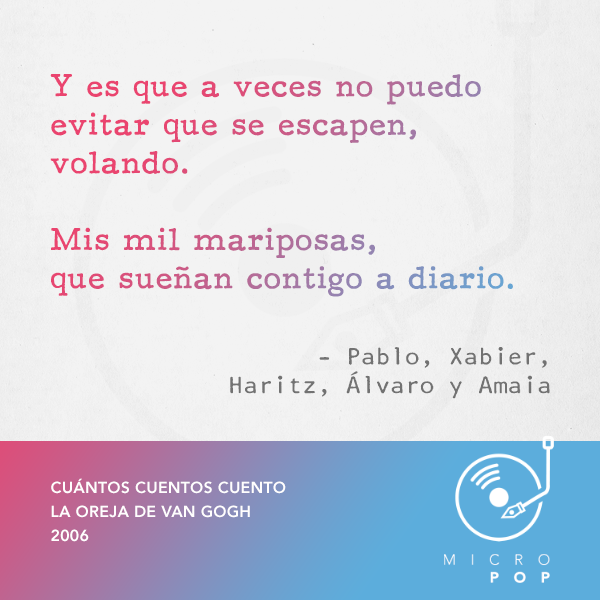 Y es que a veces no puedo
evitar que se escapen,
volando.
Mis mil mariposas,
que sueñan contigo a diario.
- Pablo, Xabier,
Haritz, Álvaro y Amaia
CUÁNTOS CUENTOS CUENTO
LA OREJA DE VAN GOGH
2006
MICRO
POP